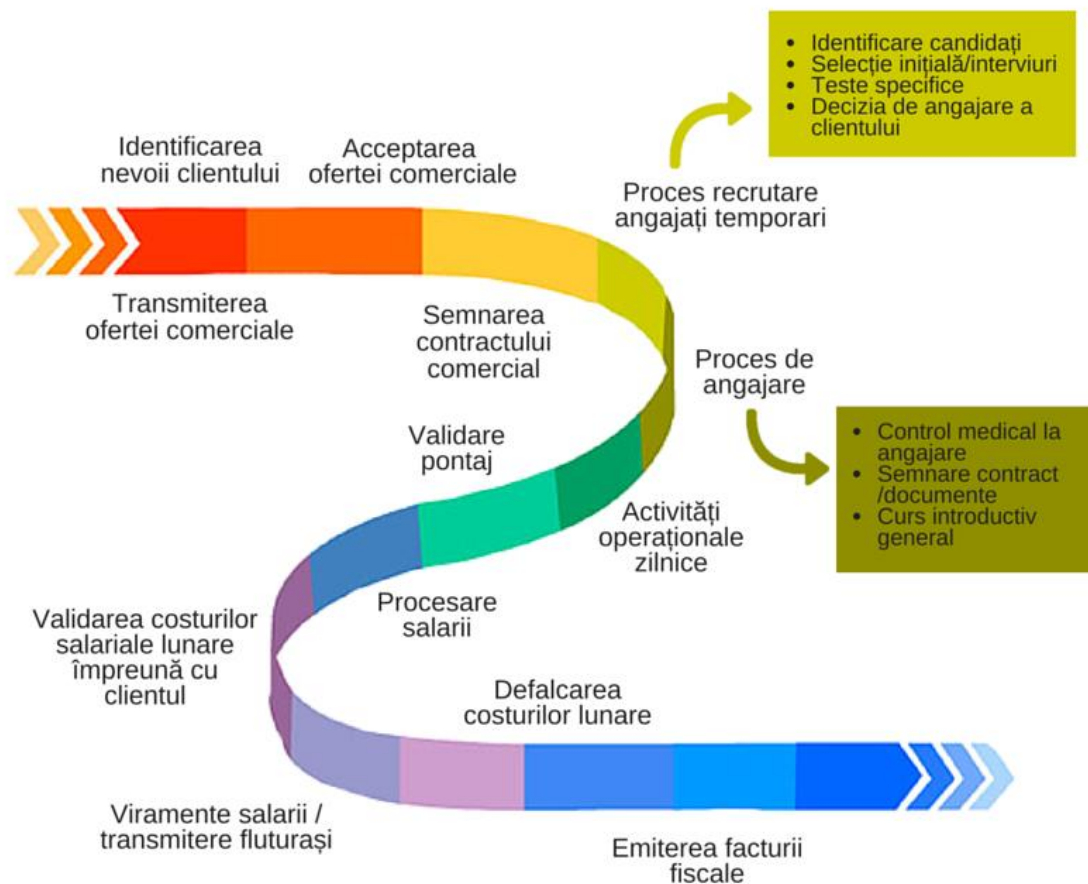 Identificarea
nevoii clientului
Transmiterea
ofertei comerciale
Acceptarea
ofertei comerciale
Semnarea
contractului
comercial
Proces recrutare
angajați temporari
• Identificare candidați
• Selecție inițială/interviuri
• Teste specifice
• Decizia de angajare a
clientului
Proces de
angajare
• Control medical la
angajare
• Semnare contract
/documente
• Curs introductiv
general
Activități
operaționale
zilnice
Validare
pontaj
Procesare
salarii
Validarea costurilor
salariale lunare
împreună cu
clientul
Viramente salarii /
transmitere fluturași
Defalcarea
costurilor lunare
Emiterea facturii
fiscale